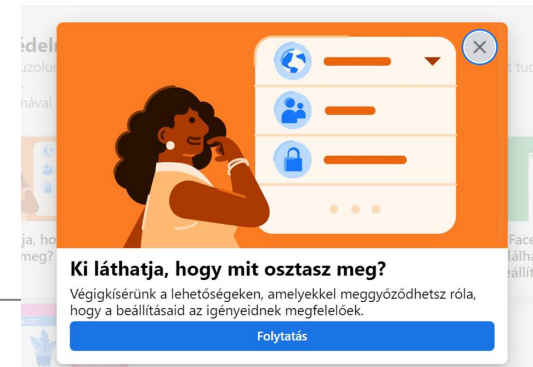 Ki láthatja, hogy mit osztasz meg?
Végigkísérünk a lehetőségeken, amelyekkel meggyőződhetsz róla,
hogy a beállításaid az igényeidnek megfelelőek.
Folytatás